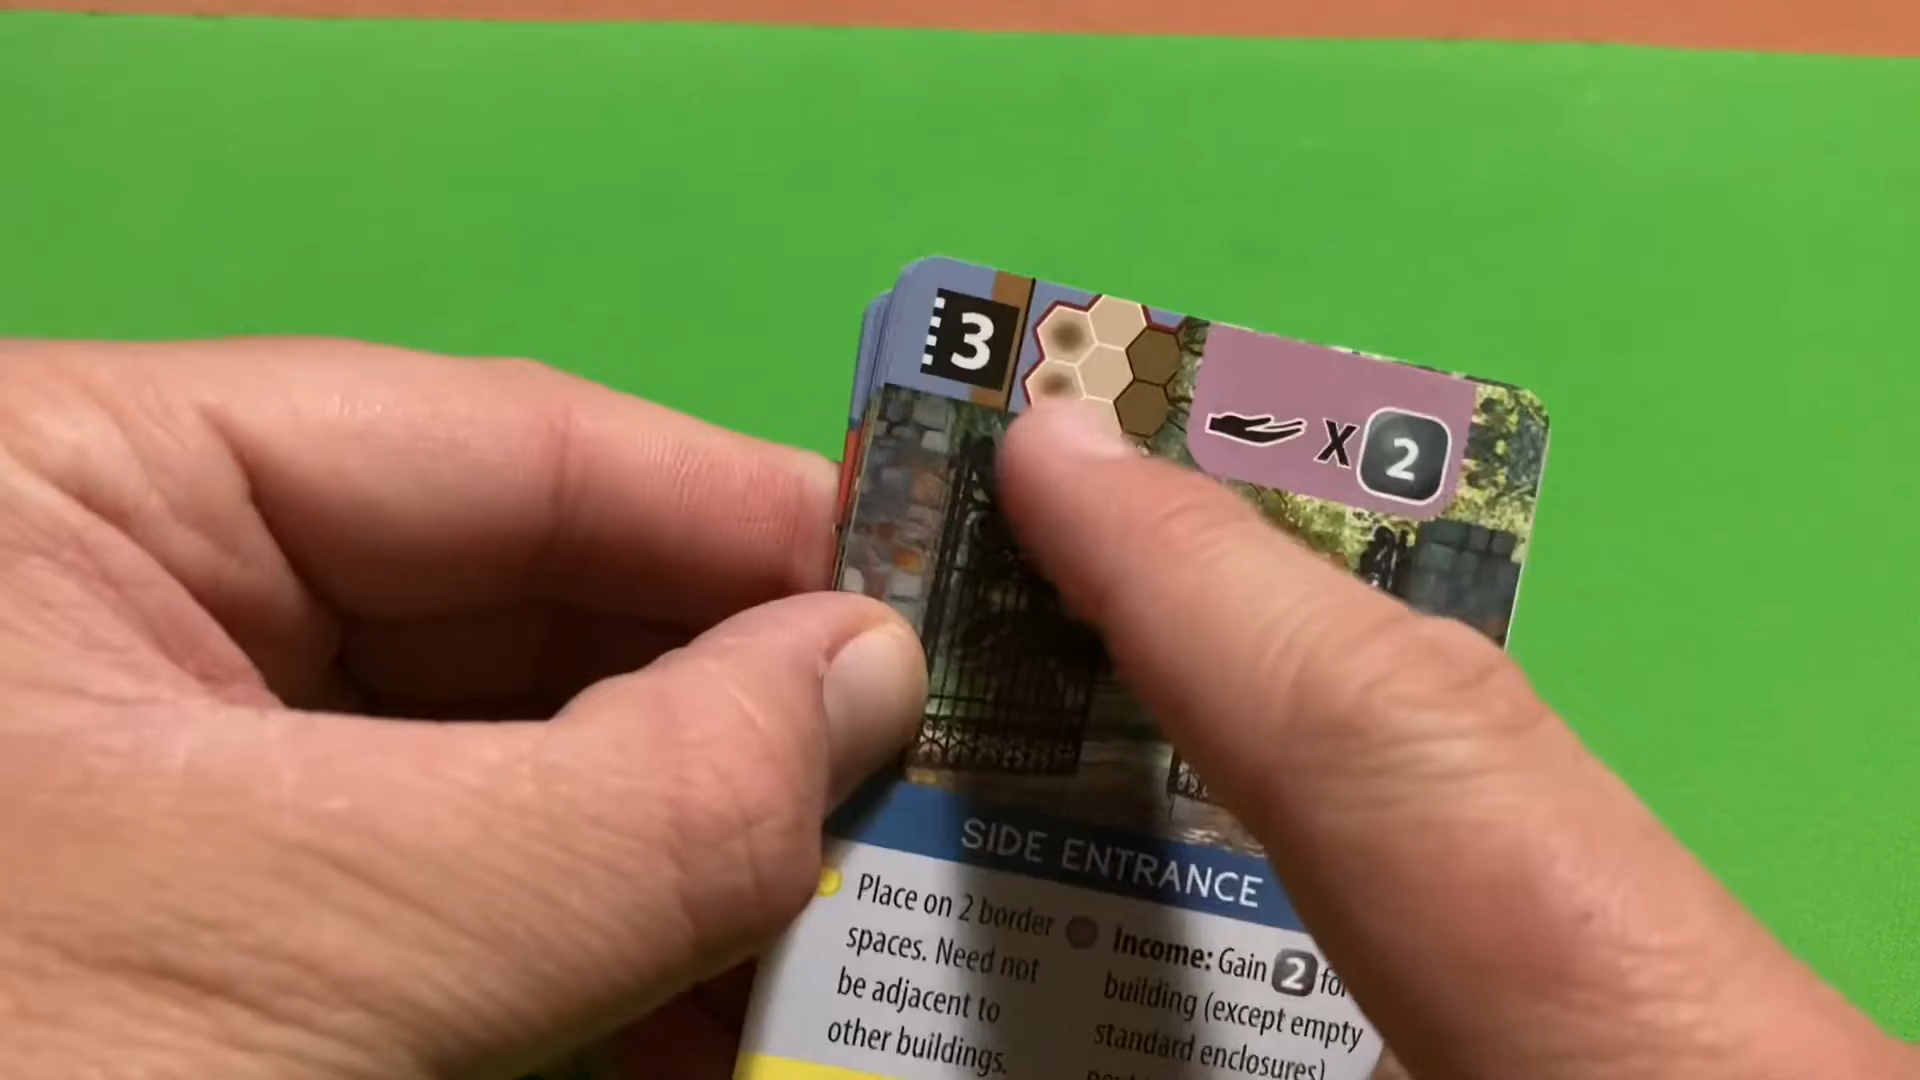 3
X 2
SIDE ENTRANCE
Place on 2 border
spaces. Need not
be adjacent to
other buildings.
Income: Gain 2 for
building (except empty
standard enclosures)